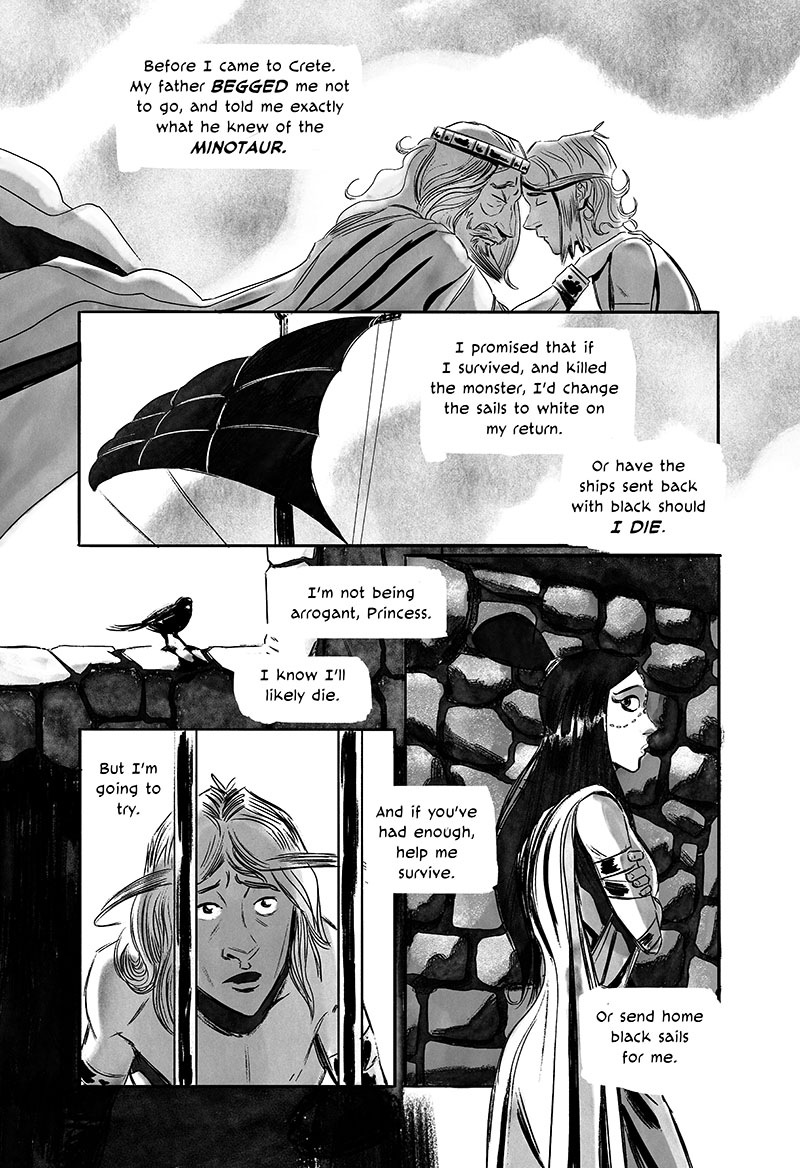 Before I came to Crete.
My father BEGGED me not
to go, and told me exactly
what he knew of the
MINOTAUR.
I promised that if
I survived, and killed
the monster, I'd change
the sails to white on
my return.
Or have the
ships sent back
with black should
I DIE.
I'm not being
arrogant, Princess.
I know I'll
likely die.
But I'm
going to
try.
And if you've
had enough,
help me
survive.
Or send home
black sails
for me.